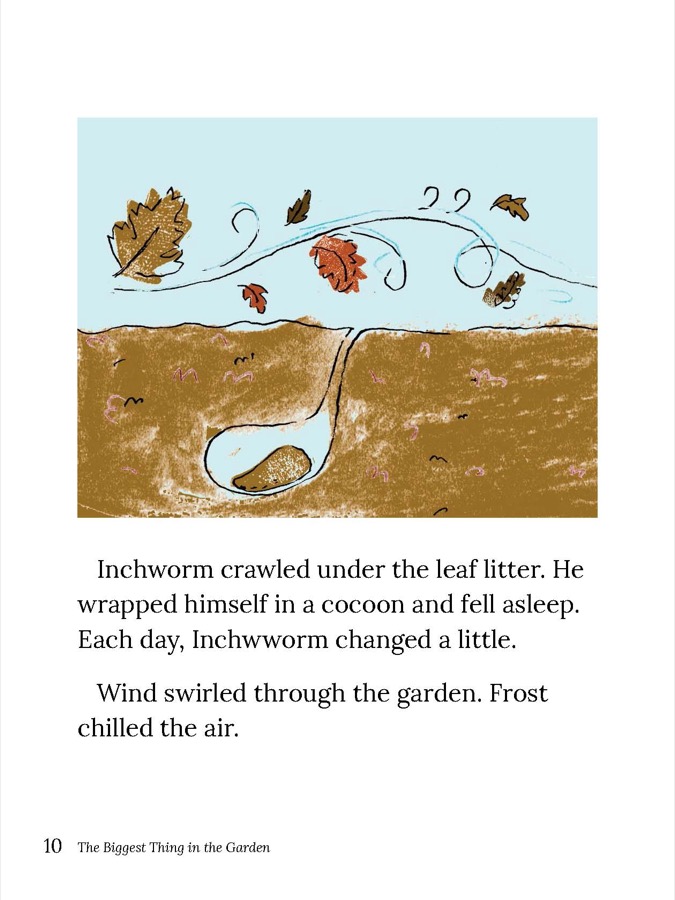 Inchworm crawled under the leaf litter. He
wrapped himself in a cocoon and fell asleep.
Each day, Inchwworm changed a little.
Wind swirled through the garden. Frost
chilled the air.
10 The Biggest Thing in the Garden